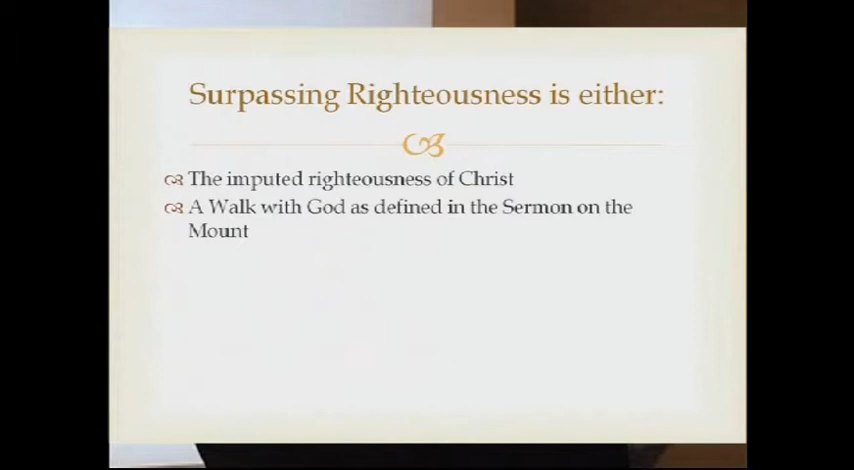 Surpassing Righteousness is either:
The imputed righteousness of Christ
A Walk with God as defined in the Sermon on the
Mount